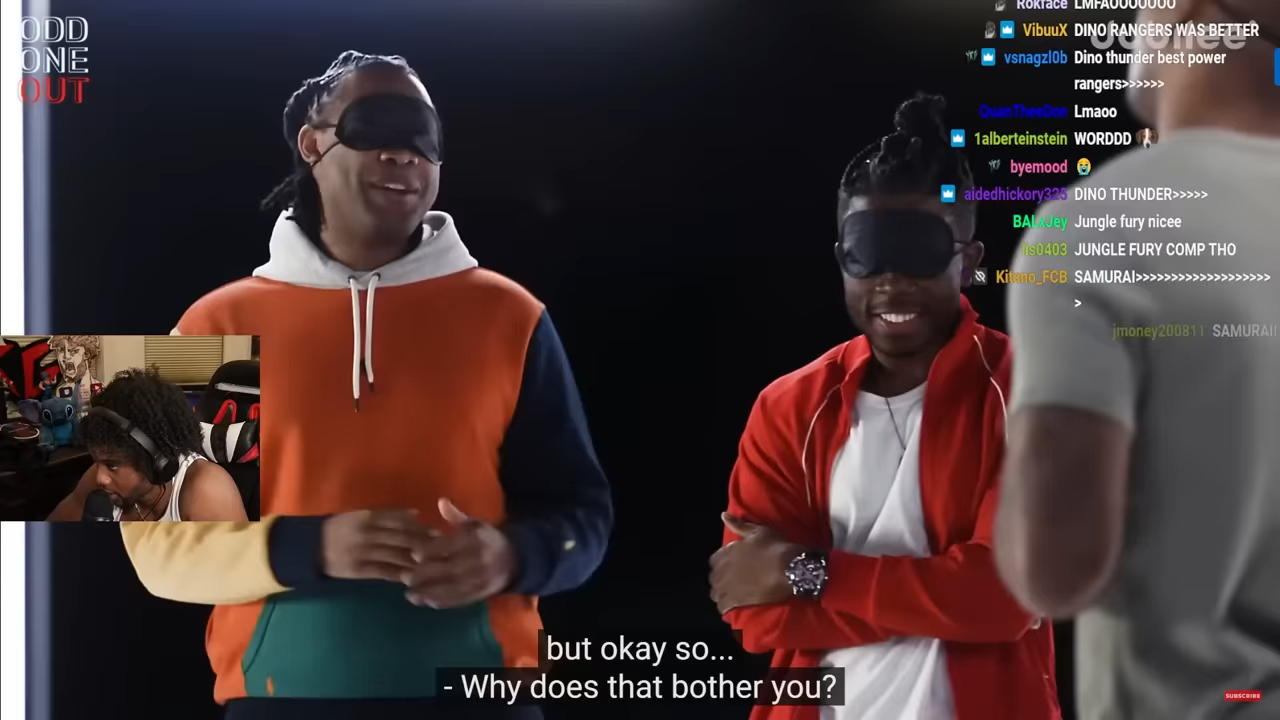 ODD
ONE
OUT
Rokface LMFAOOOOOOO
VibuuX DINO RANGERS WAS BETTER
vsnagzl0b Dino thunder best power
rangers>>>>>>
QuanTheeDon Lmaoo
1alberteinstein WORDDD
byemood
aidedhickory325 DINO THUNDER>>>>>
BALxJey Jungle fury nicee
JUNGLE FURY COMP THO
SAMURAI>>>>>>>>>>>>>>>>>>>
>
jmoney200811 SAMURAI
but okay so...
- Why does that bother you?
SUBSCRIBE